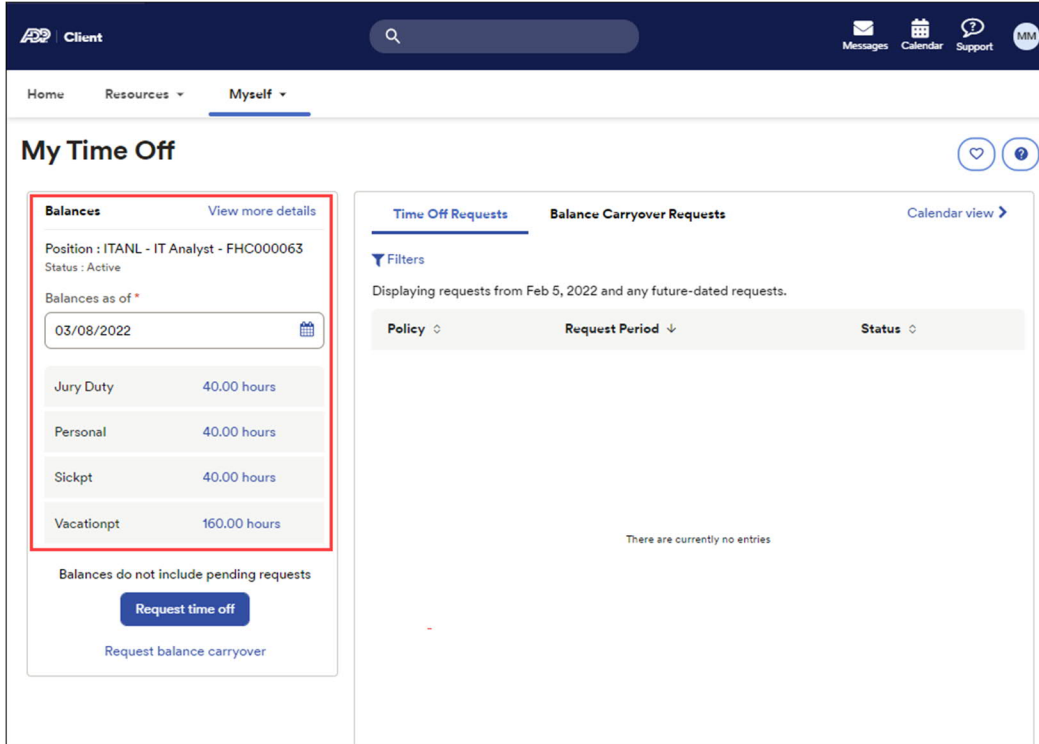 ADP Client
Messages Calendar Support MM
Home Resources Myself
My Time Off
Balances View more details
Position : ITANL - IT Analyst - FHC000063
Status : Active
Balances as of *
03/08/2022
Jury Duty 40.00 hours
Personal 40.00 hours
Sickpt 40.00 hours
Vacationpt 160.00 hours
Balances do not include pending requests
Request time off
Request balance carryover
Time Off Requests Balance Carryover Requests Calendar view
Filters
Displaying requests from Feb 5, 2022 and any future-dated requests.
Policy Request Period Status
There are currently no entries